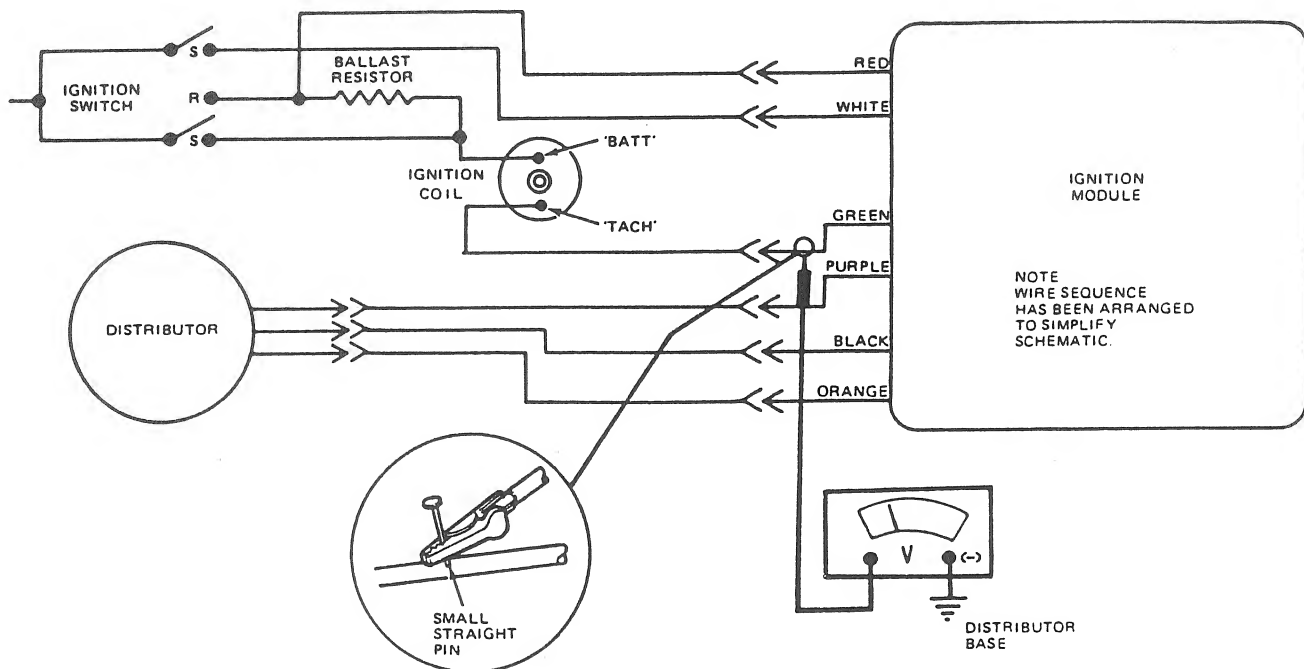 S
BALLAST
RESISTOR
IGNITION
SWITCH
R
S
RED
WHITE
'BATT'
IGNITION
COIL
'TACH'
GREEN
PURPLE
BLACK
ORANGE
IGNITION
MODULE
NOTE
WIRE SEQUENCE
HAS BEEN ARRANGED
TO SIMPLIFY
SCHEMATIC.
DISTRIBUTOR
SMALL
STRAIGHT
PIN
V
(-)
DISTRIBUTOR
BASE